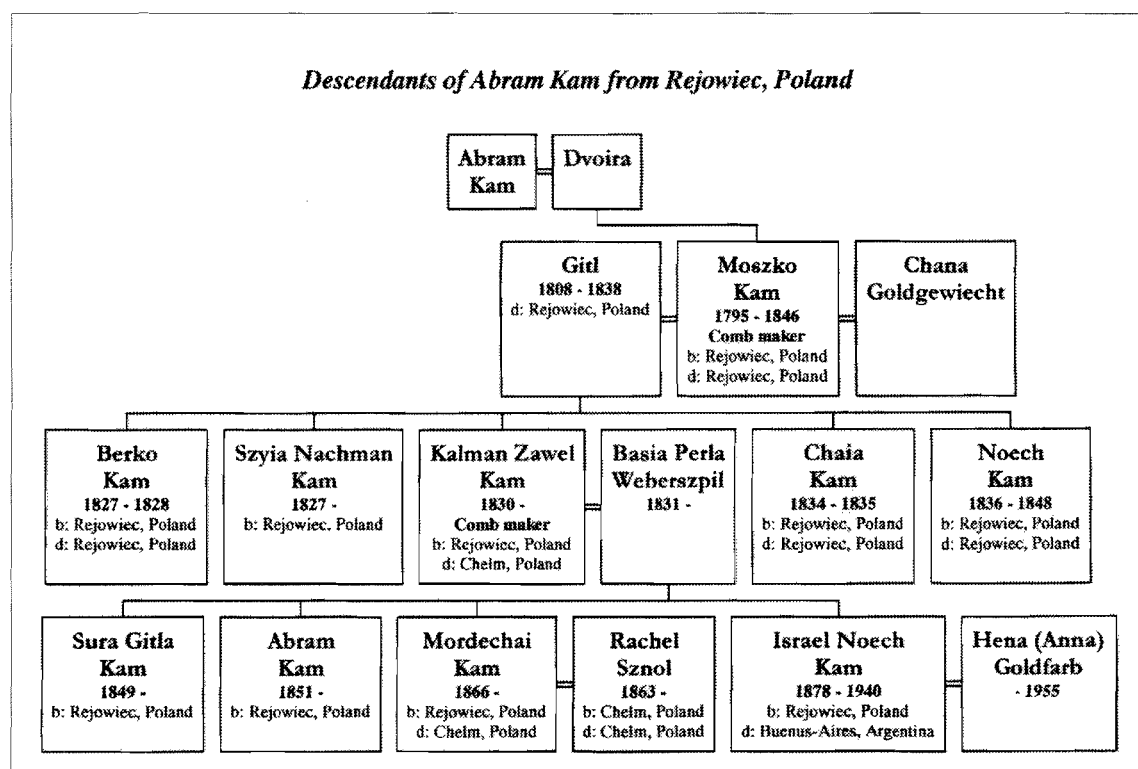 Descendants of Abram Kam from Rejowiec, Poland
Abram
Kam
Dvoira
Gitl
1808 - 1838
d: Rejowiec, Poland
Moszko
Kam
1795 - 1846
Comb maker
b: Rejowiec, Poland
d: Rejowiec, Poland
Chana
Goldgewiecht
Berko
Kam
1827 - 1828
b: Rejowiec, Poland
d: Rejowiec, Poland
Szyia Nachman
Kam
1827 -
b: Rejowiec, Poland
Kalman Zawel
Kam
1830 -
Comb maker
b: Rejowiec, Poland
d: Chelm, Poland
Basia Perla
Weberszpil
1831 -
Chaia
Kam
1834 - 1835
b: Rejowiec, Poland
d: Rejowiec, Poland
Noech
Kam
1836 - 1848
b: Rejowiec, Poland
d: Rejowiec, Poland
Sura Gitla
Kam
1849 -
b: Rejowiec, Poland
Abram
Kam
1851 -
b: Rejowiec, Poland
Mordechai
Kam
1866 -
b: Rejowiec, Poland
d: Chelm, Poland
Rachel
Sznol
1863 -
b: Chelm, Poland
d: Chelm, Poland
Israel Noech
Kam
1878 - 1940
b: Rejowiec, Poland
d: Buenus-Aires, Argentina
Hena (Anna)
Goldfarb
- 1955